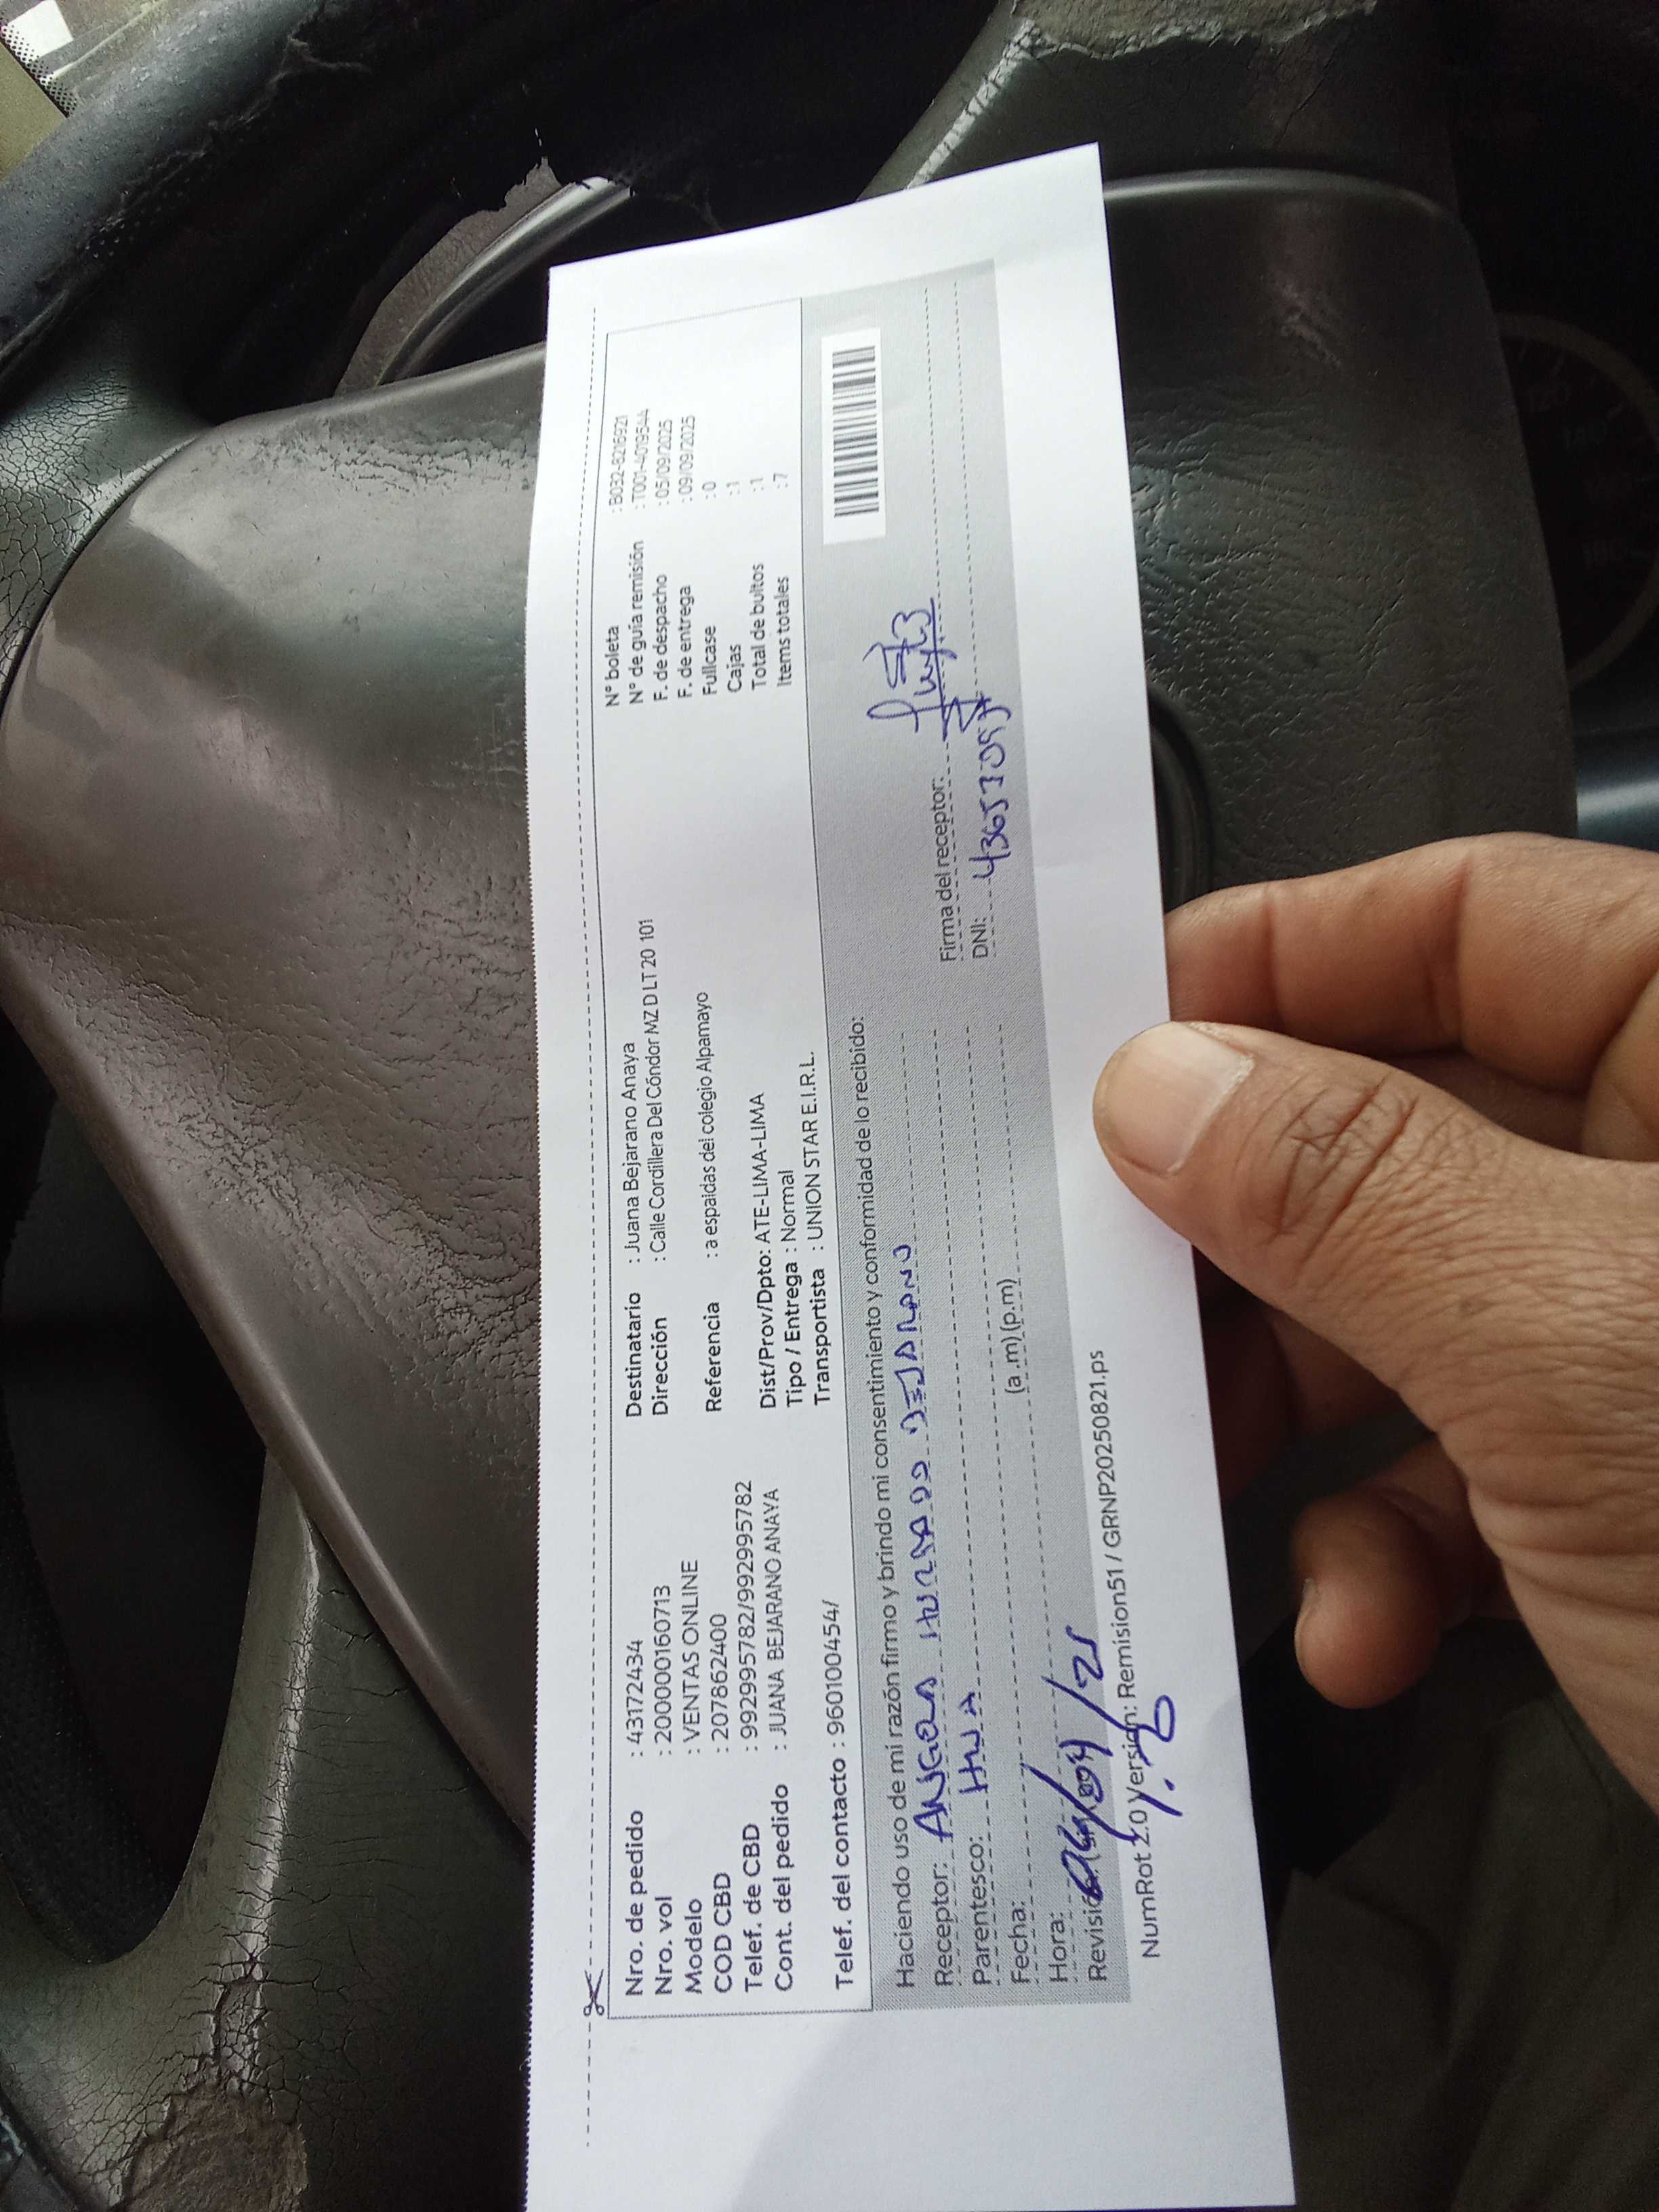 Nro. de pedido : 43172434
Nro. vol : 200000160713
Modelo : VENTAS ONLINE
COD CBD : 207862400
Telef. de CBD : 992995782/992995782
Cont. del pedido : JUANA BEJARANO ANAYA
Telef. del contacto : 960100454/
Destinatario : Juana Bejarano Anaya
Dirección : Calle Cordillera Del Cóndor MZ D LT 20 101
Referencia : a espaldas del colegio Alpamayo
Dist/Prov/Dpto: ATE-LIMA-LIMA
Tipo / Entrega : Normal
Transportista : UNION STAR E.I.R.L.
N° boleta : B032-8216921
N° de guía remisión : T001-4019544
F. de despacho : 05/09/2025
F. de entrega : 09/09/2025
Fullcase : 0
Cajas : 1
Total de bultos : 1
Items totales : 7
Haciendo uso de mi razón firmo y brindo mi consentimiento y conformidad de lo recibido:
Receptor: ANGELA HURTADO BEJARANO
Parentesco: HIJA
Fecha:
Hora: (a .m) (p.m)
Firma del receptor:
DNI:
Revisión: Remision51 / GRNP20250821.ps
NumRot 2.0 Version: